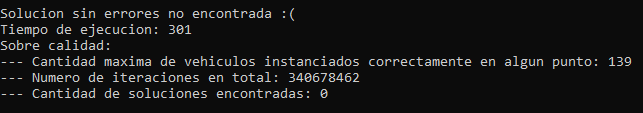 Solucion sin errores no encontrada :(
Tiempo de ejecucion: 301
Sobre calidad:
--- Cantidad maxima de vehiculos instanciados correctamente en algun punto: 139
--- Numero de iteraciones en total: 340678462
--- Cantidad de soluciones encontradas: 0